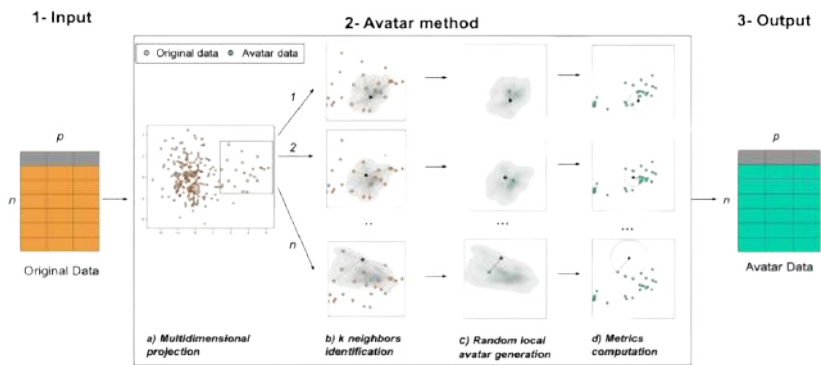 1- Input
2- Avatar method
3- Output
Original data
Avatar data
1
2
n
p
n
Original Data
p
n
Avatar Data
..
...
...
a) Multidimensional
projection
b) k neighbors
identification
c) Random local
avatar generation
d) Metrics
computation